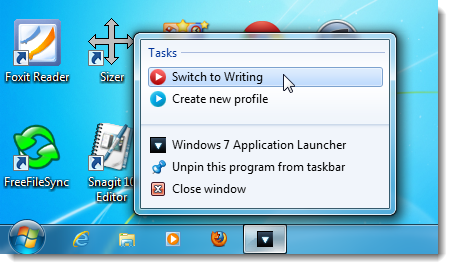 Foxit Reader
Sizer
FreeFileSync
Snagit 10
Editor
Tasks
Switch to Writing
Create new profile
Windows 7 Application Launcher
Unpin this program from taskbar
Close window